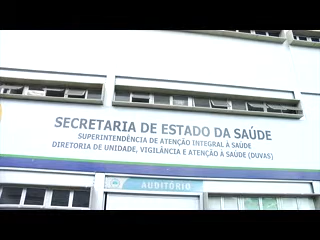 SECRETARIA DE ESTADO DA SAÚDE
SUPERINTENDÊNCIA DE ATENÇÃO INTEGRAL À SAÚDE
DIRETORIA DE UNIDADE, VIGILÂNCIA E ATENÇÃO À SAÚDE (DUVAS)
AUDITÓRIO